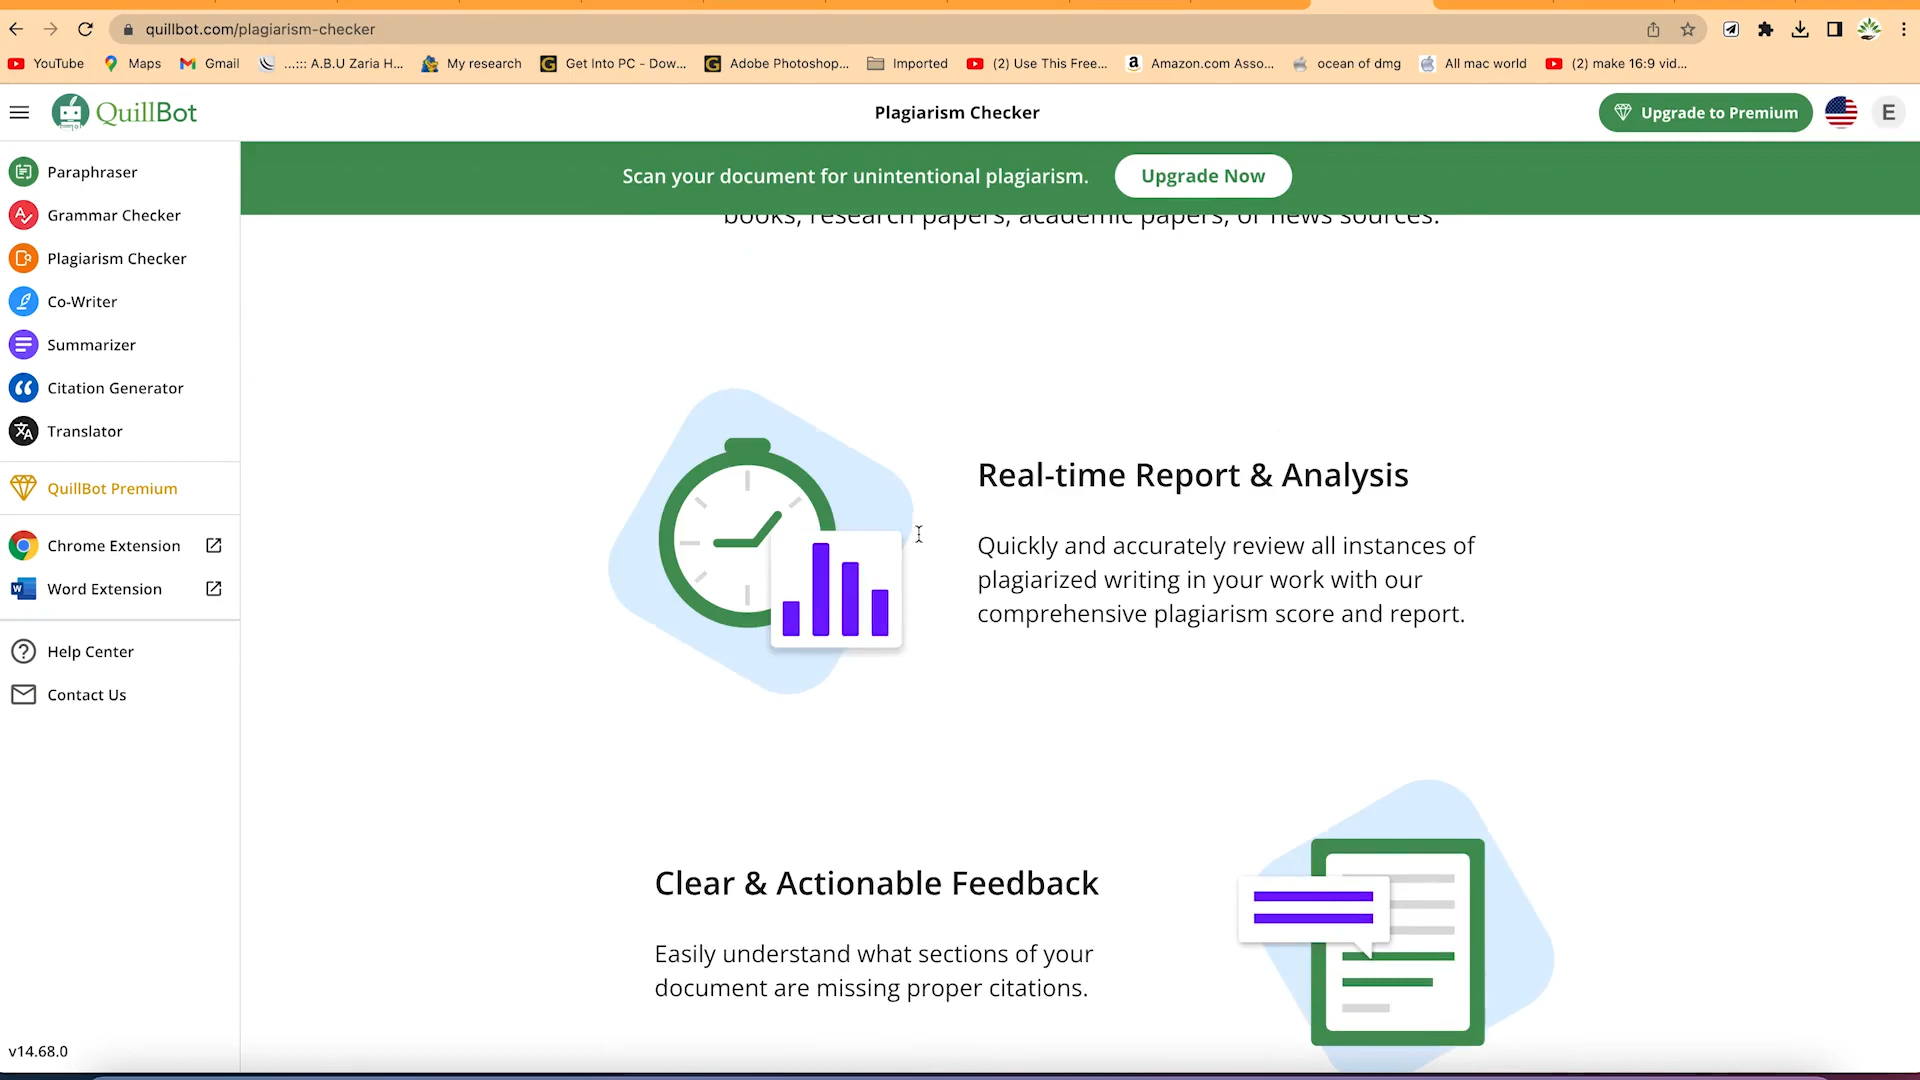 quillbot.com/plagiarism-checker
YouTube
Maps
Gmail
...::: A.B.U Zaria H...
My research
Get Into PC - Dow...
Adobe Photoshop...
Imported
(2) Use This Free...
Amazon.com Asso...
ocean of dmg
All mac world
(2) make 16:9 vid...
QuillBot
Plagiarism Checker
Upgrade to Premium
E
Scan your document for unintentional plagiarism.
Upgrade Now
Paraphraser
Grammar Checker
Plagiarism Checker
Co-Writer
Summarizer
Citation Generator
Translator
QuillBot Premium
Chrome Extension
Word Extension
Help Center
Contact Us
v14.68.0
books, research papers, academic papers, or news sources.
Real-time Report & Analysis
Quickly and accurately review all instances of
plagiarized writing in your work with our
comprehensive plagiarism score and report.
Clear & Actionable Feedback
Easily understand what sections of your
document are missing proper citations.